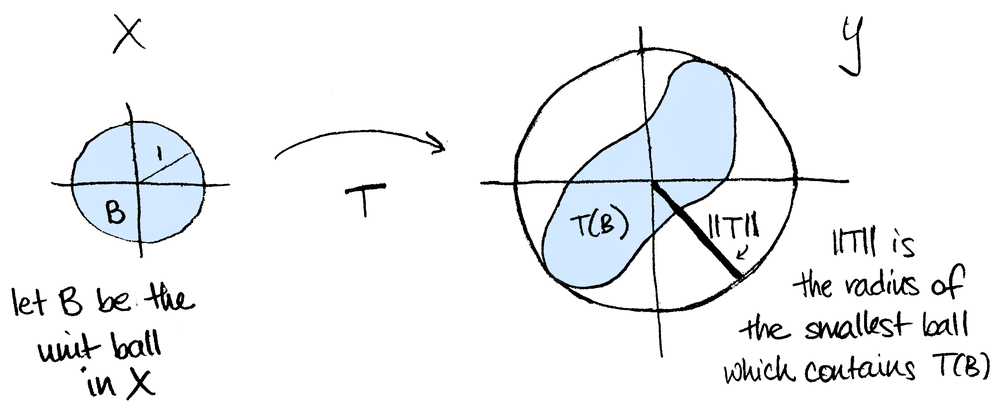 X
1
B
let B be the
unit ball
in X
T
Y
T(B)
||T||
||T|| is
the radius of
the smallest ball
which contains T(B)